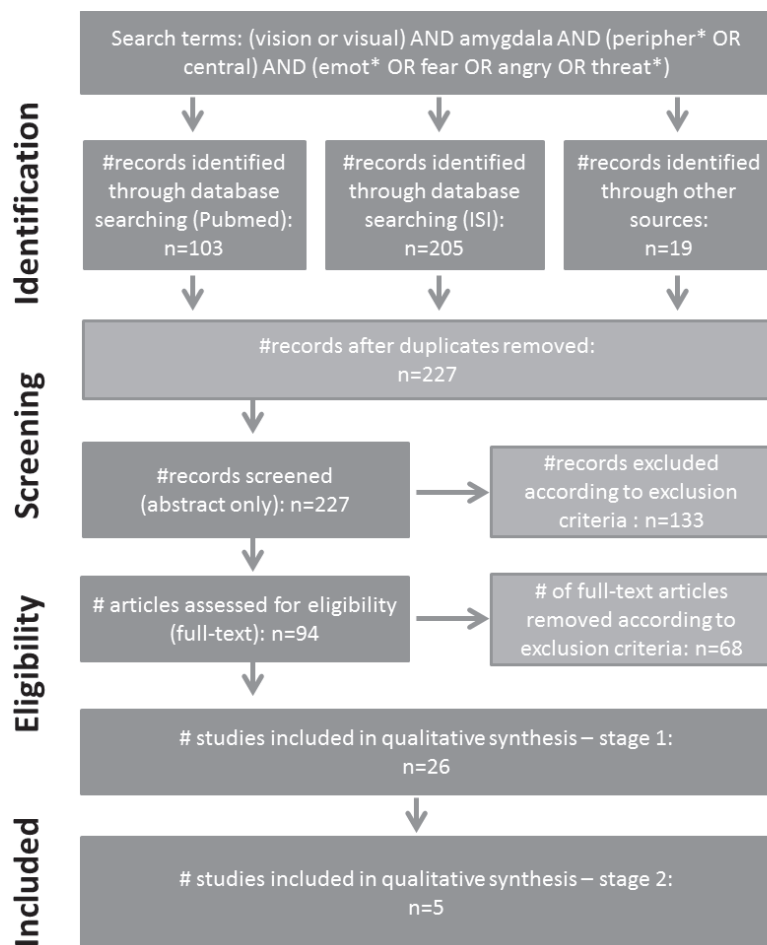 Search terms: (vision or visual) AND amygdala AND (peripher* OR
central) AND (emot* OR fear OR angry OR threat*)
Identification
#records identified
through database
searching (Pubmed):
n=103
#records identified
through database
searching (ISI):
n=205
#records identified
through other
sources:
n=19
#records after duplicates removed:
n=227
Screening
#records screened
(abstract only): n=227
#records excluded
according to exclusion
criteria : n=133
Eligibility
# articles assessed for eligibility
(full-text): n=94
# of full-text articles
removed according to
exclusion criteria: n=68
# studies included in qualitative synthesis – stage 1:
n=26
Included
# studies included in qualitative synthesis – stage 2:
n=5